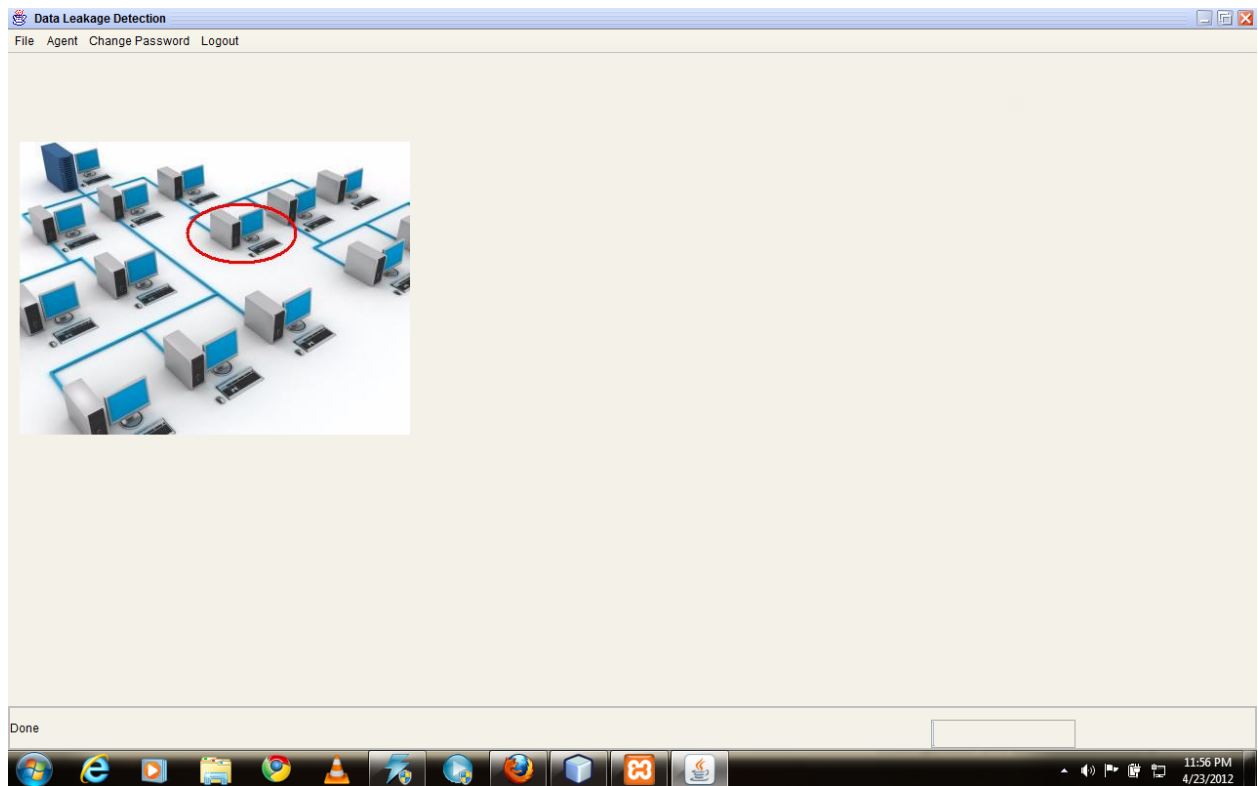 Data Leakage Detection
File Agent Change Password Logout
Done
11:56 PM
4/23/2012